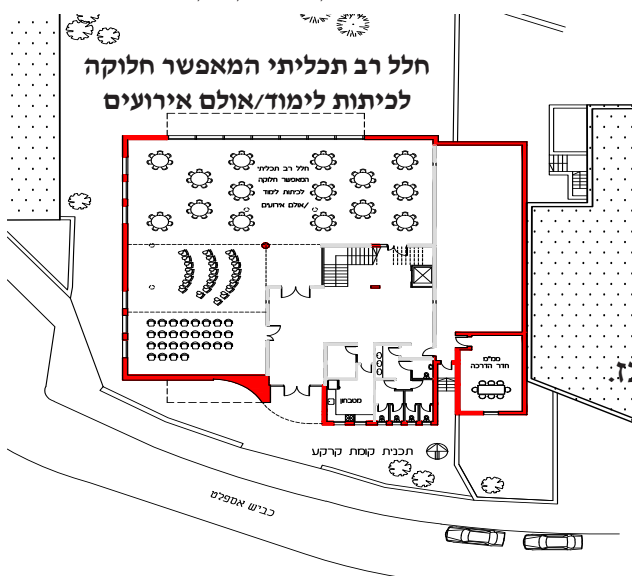 חלל רב תכליתי המאפשר חלוקה
לכיתות לימוד/אולם אירועים
חלל רב תכליתי
המאפשר חלוקה
לכיתות לימוד
/אולם אירועים
ממ"מ
חדר הדרכה
מטבחון
תכנית קומת קרקע
כביש אספלט